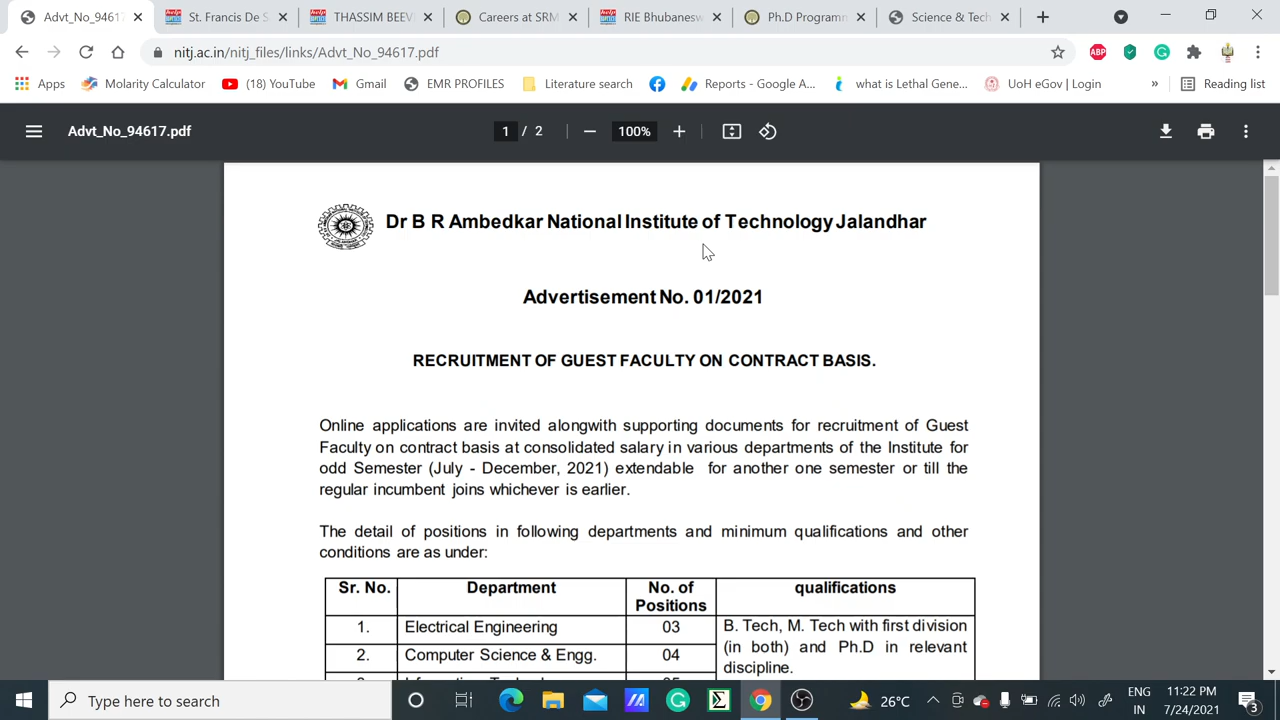 Advt_No_94617
St. Francis De S
THASSIM BEEV
Careers at SRM
RIE Bhubanesw
Ph.D Programm
Science & Tech
nitj.ac.in/nitj_files/links/Advt_No_94617.pdf
ABP
Apps
Molarity Calculator
(18) YouTube
Gmail
EMR PROFILES
Literature search
Reports - Google A...
what is Lethal Gene...
UoH eGov | Login
»
Reading list
Advt_No_94617.pdf
1 / 2
100%
Dr B R Ambedkar National Institute of Technology Jalandhar
Advertisement No. 01/2021
RECRUITMENT OF GUEST FACULTY ON CONTRACT BASIS.
Online applications are invited alongwith supporting documents for recruitment of Guest
Faculty on contract basis at consolidated salary in various departments of the Institute for
odd Semester (July - December, 2021) extendable for another one semester or till the
regular incumbent joins whichever is earlier.
The detail of positions in following departments and minimum qualifications and other
conditions are as under:
Sr. No. Department No. of Positions qualifications
1. Electrical Engineering 03 B. Tech, M. Tech with first division
(in both) and Ph.D in relevant
2. Computer Science & Engg. 04
discipline.
Type here to search
26°C
ENG
IN
11:22 PM
7/24/2021
3